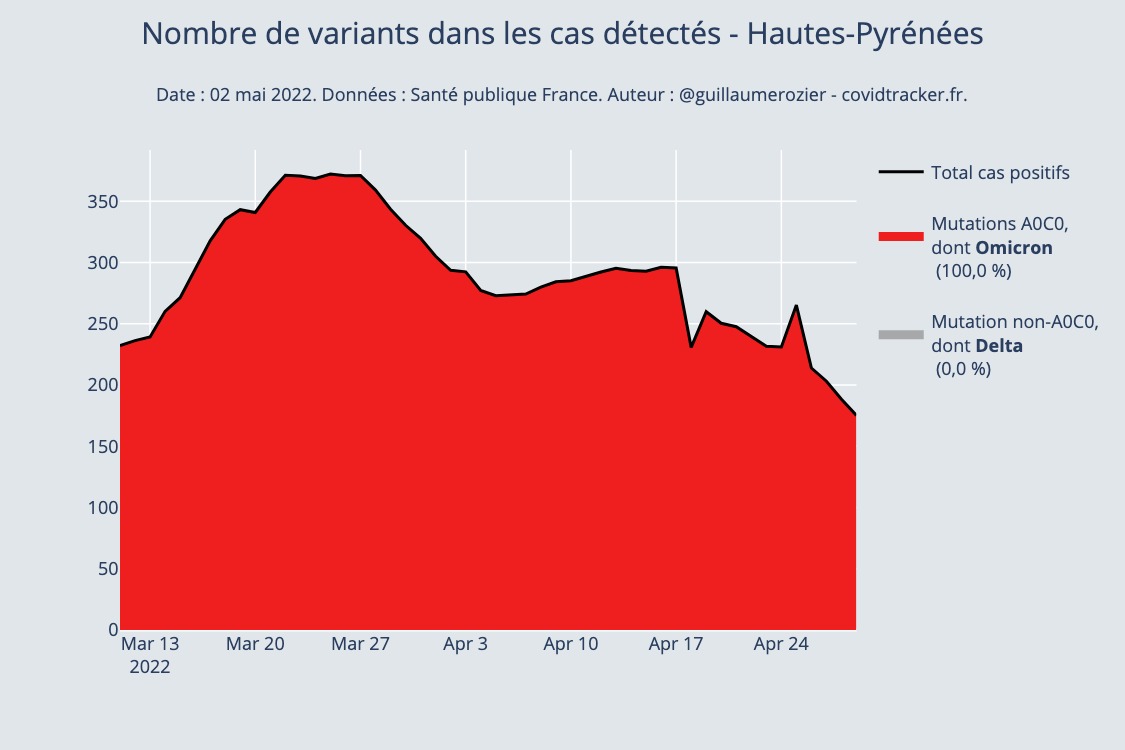 Nombre de variants dans les cas détectés - Hautes-Pyrénées
Date : 02 mai 2022. Données : Santé publique France. Auteur : @guillaumerozier - covidtracker.fr.
Total cas positifs
Mutations A0C0,
dont Omicron
(100,0 %)
Mutation non-A0C0,
dont Delta
(0,0 %)
350
300
250
200
150
100
50
0
Mar 13 Mar 20 Mar 27 Apr 3 Apr 10 Apr 17 Apr 24
2022